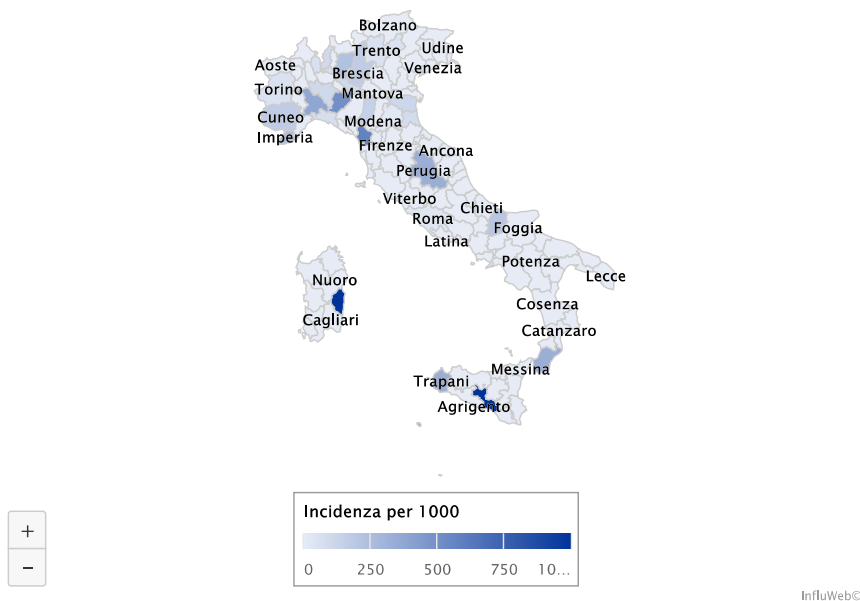 Bolzano
Trento
Udine
Aoste
Brescia
Venezia
Torino
Mantova
Cuneo
Modena
Imperia
Firenze
Ancona
Perugia
Viterbo
Chieti
Roma
Foggia
Latina
Potenza
Nuoro
Lecce
Cagliari
Cosenza
Catanzaro
Messina
Trapani
Agrigento
Incidenza per 1000
0 250 500 750 10...
+
−
InfluWeb©